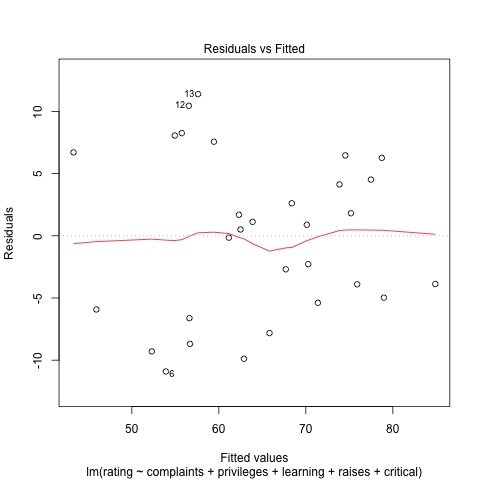 Residuals vs Fitted
13
12
6
10
5
0
-5
-10
Residuals
50 60 70 80
Fitted values
lm(rating ~ complaints + privileges + learning + raises + critical)